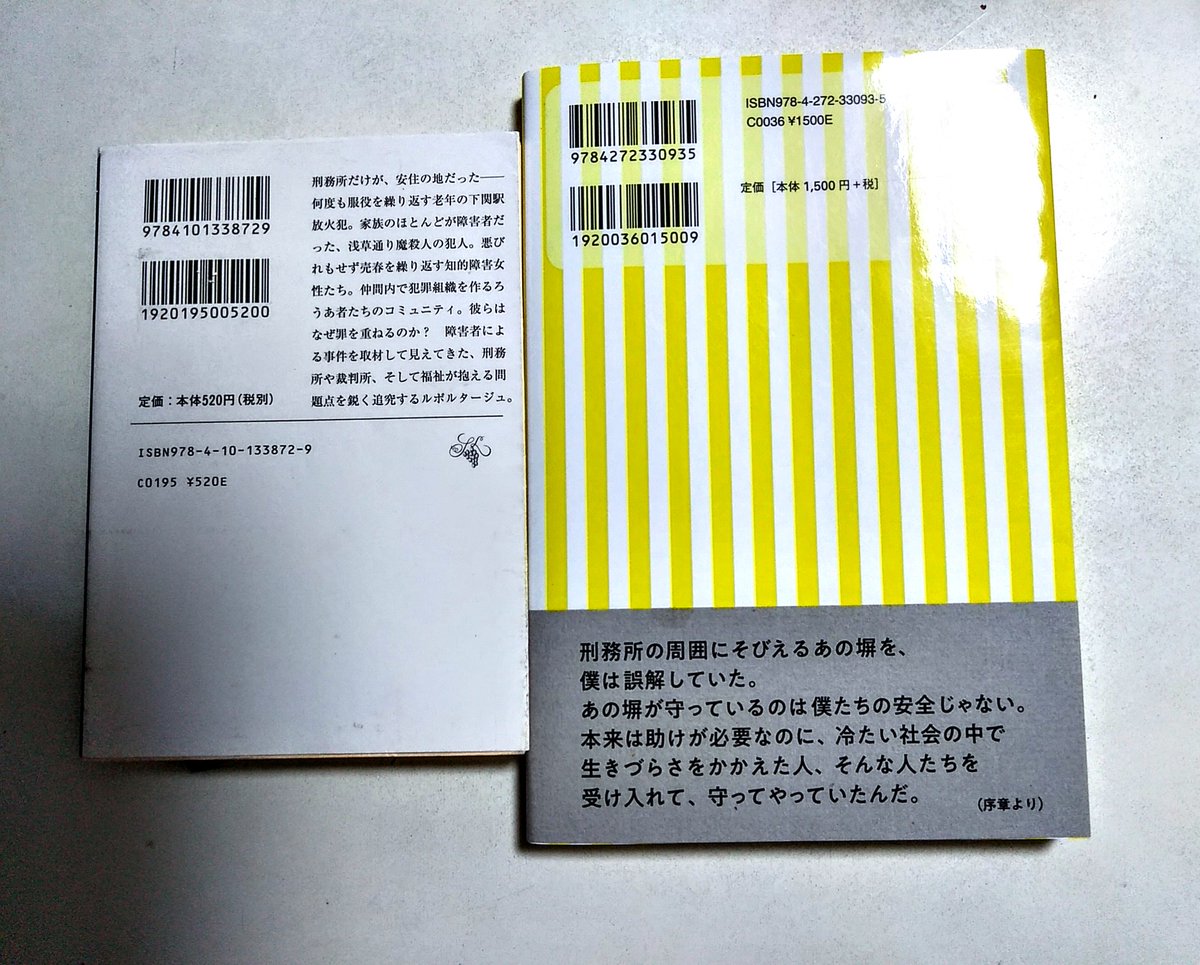 9784101338729
1920195005200
定価：本体520円(税別)
刑務所だけが、安住の地だった――
何度も服役を繰り返す老年の下関駅
放火犯。家族のほとんどが障害者だ
った、浅草通り魔殺人の犯人。悪び
れもせず売春を繰り返す知的障害女
性たち。仲間内で犯罪組織を作るろ
うあ者たちのコミュニティ。彼らは
なぜ罪を重ねるのか？　障害者によ
る事件を取材して見えてきた、刑務
所や裁判所、そして福祉が抱える問
題点を鋭く追究するルポルタージュ。
ISBN978-4-10-133872-9
C0195 ¥520E
9784272330935
1920036015009
ISBN978-4-272-33093-5
C0036 ¥1500E
定価［本体 1,500 円＋税］
刑務所の周囲にそびえるあの塀を、
僕は誤解していた。
あの塀が守っているのは僕たちの安全じゃない。
本来は助けが必要なのに、冷たい社会の中で
生きづらさをかかえた人、そんな人たちを
受け入れて、守ってやっていたんだ。
（序章より）